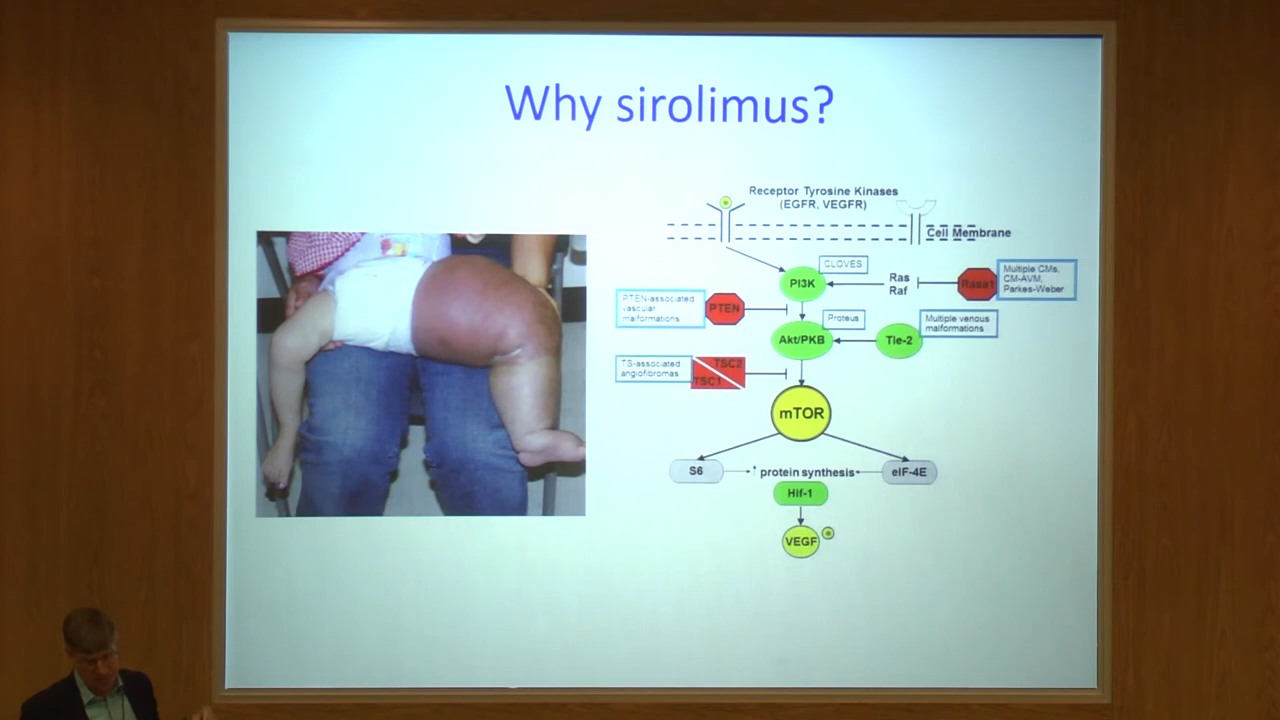 Why sirolimus?
Receptor Tyrosine Kinases
(EGFR, VEGFR)
Cell Membrane
CLOVES
PI3K
Ras
Raf
Rasa1
Multiple CMs,
CM-AVM,
Parkes-Weber
PTEN-associated
vascular
malformations
PTEN
Proteus
Multiple venous
malformations
Akt/PKB
Tie-2
TS-associated
angiofibromas
TSC2
TSC1
mTOR
S6
↑ protein synthesis
eIF-4E
Hif-1
VEGF